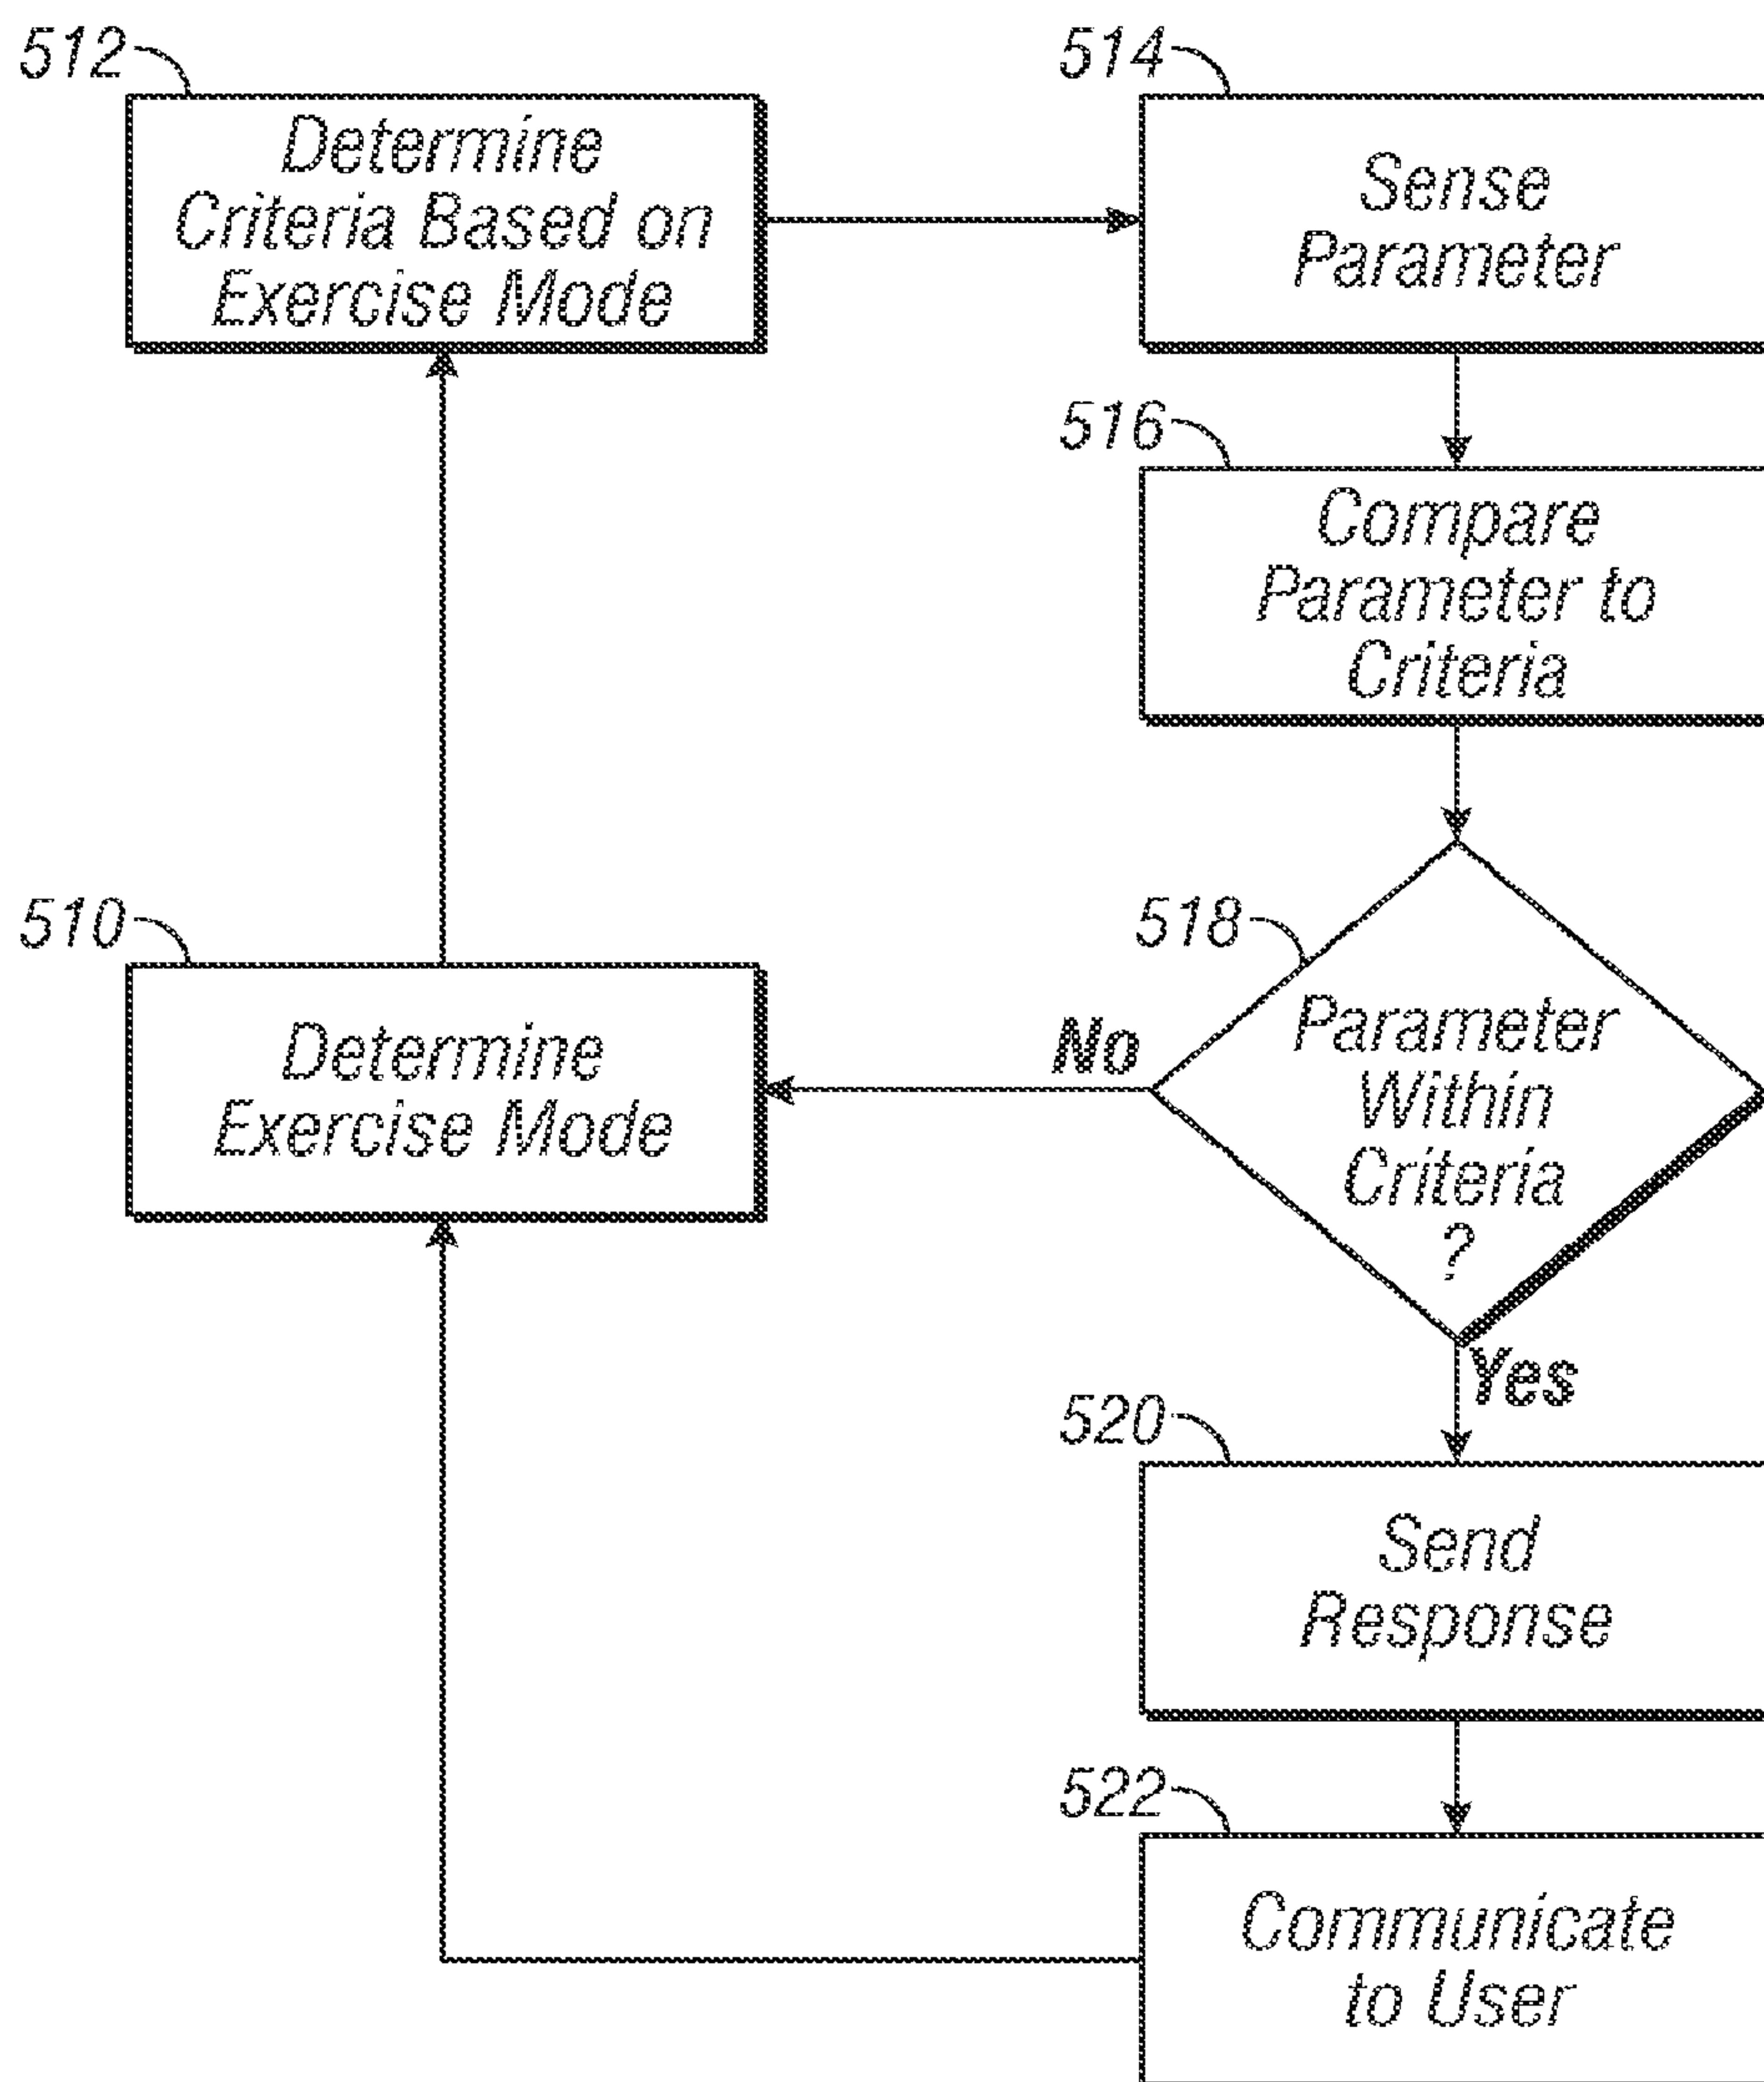 512
Determine
Criteria Based on
Exercise Mode
514
Sense
Parameter
516
Compare
Parameter to
Criteria
510
Determine
Exercise Mode
518
Parameter
Within
Criteria
?
No
Yes
520
Send
Response
522
Communicate
to User